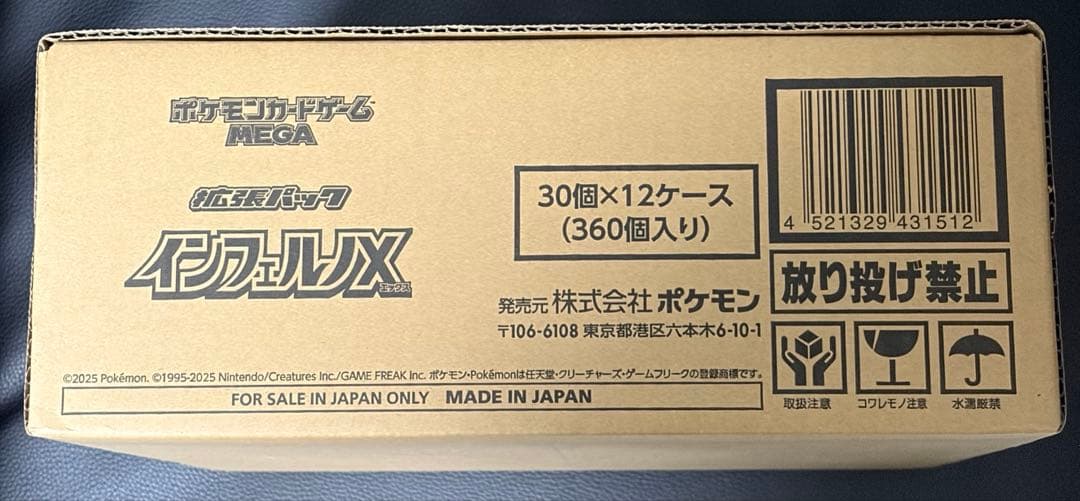 ポケモンカードゲーム
MEGA
拡張パック
インフェルノX
エックス
30個×12ケース
(360個入り)
発売元 株式会社 ポケモン
〒106-6108 東京都港区六本木6-10-1
4 521329 431512
放り投げ禁止
取扱注意 コワレモノ注意 水濡厳禁
©2025 Pokémon. ©1995-2025 Nintendo/Creatures Inc./GAME FREAK Inc. ポケモン・Pokémonは任天堂・クリーチャーズ・ゲームフリークの登録商標です。
FOR SALE IN JAPAN ONLY MADE IN JAPAN